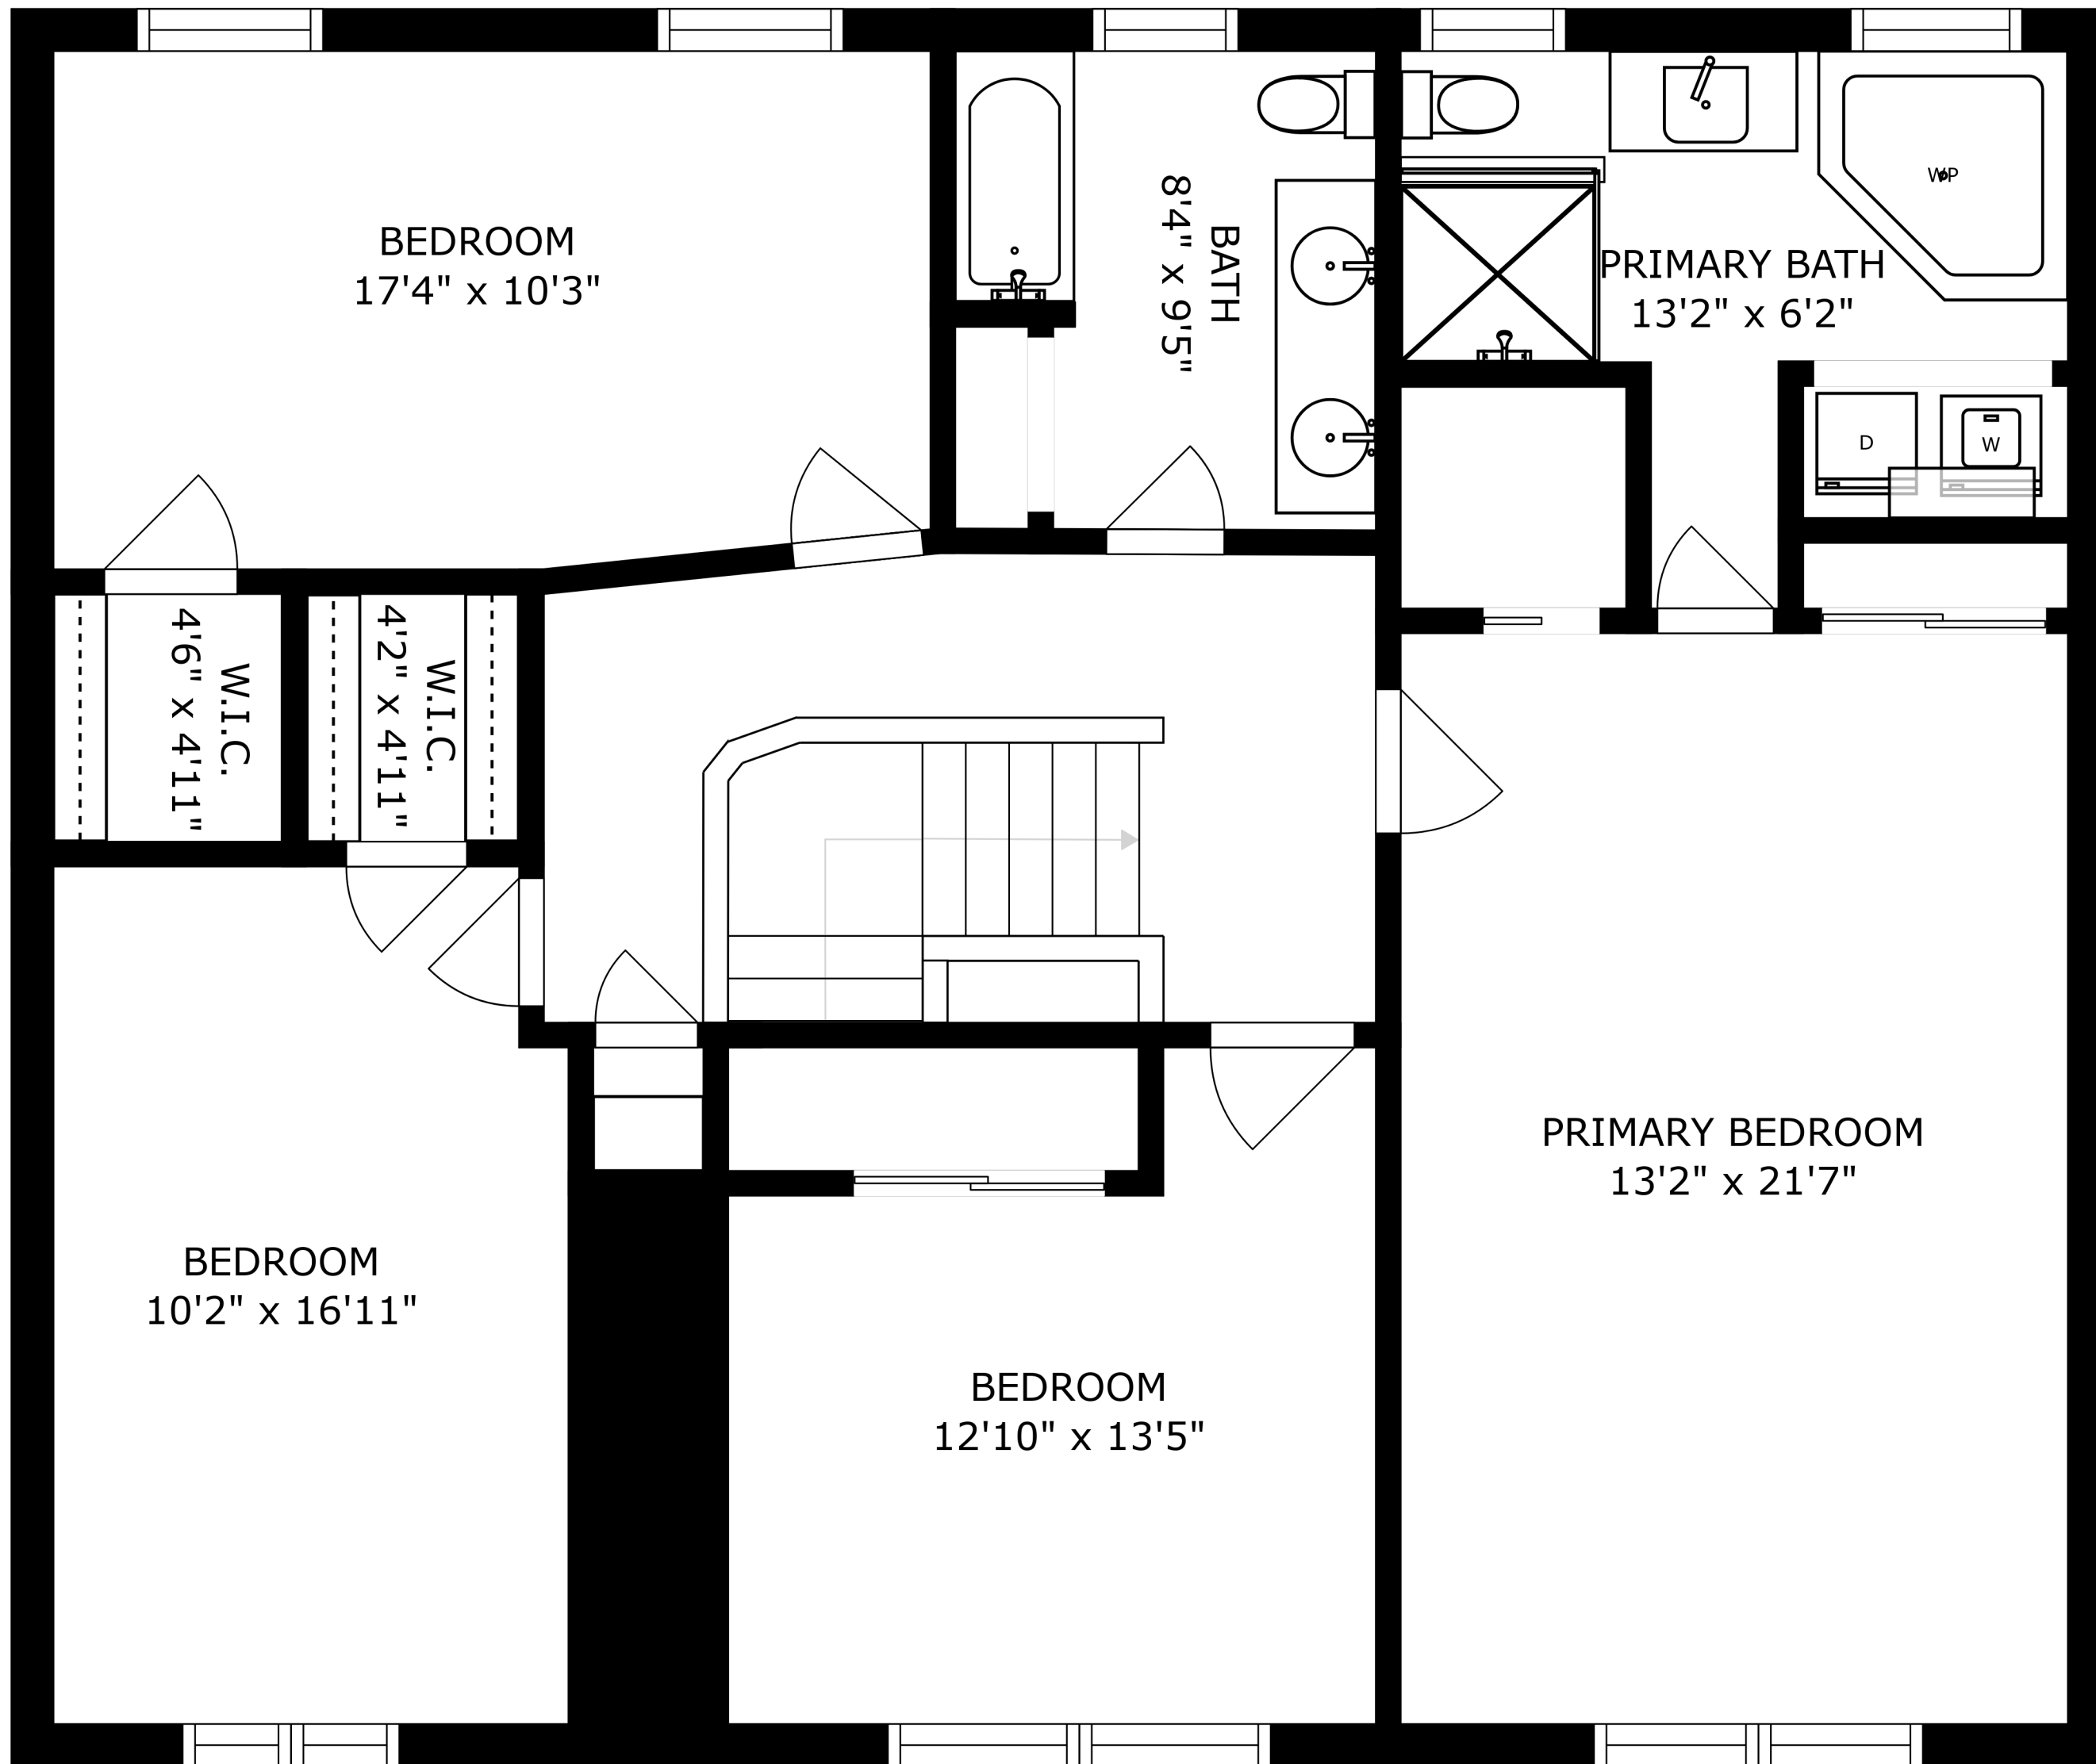 BEDROOM
17'4" x 10'3"
BATH
8'4" x 9'5"
PRIMARY BATH
13'2" x 6'2"
WP
D
W
W.I.C.
4'6" x 4'11"
W.I.C.
4'2" x 4'11"
PRIMARY BEDROOM
13'2" x 21'7"
BEDROOM
10'2" x 16'11"
BEDROOM
12'10" x 13'5"